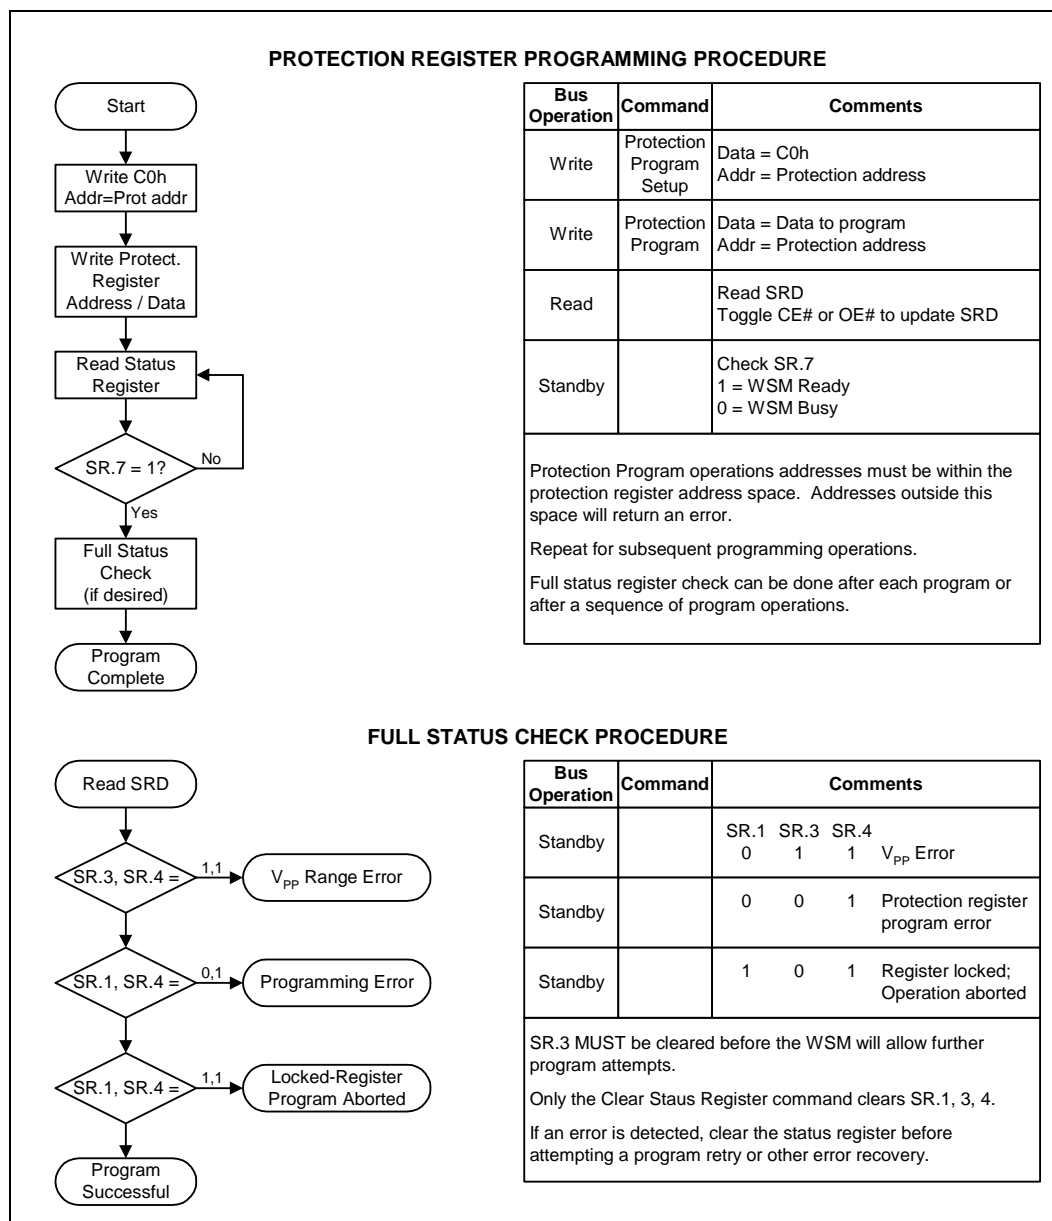 PROTECTION REGISTER PROGRAMMING PROCEDURE
Start
Write C0h
Addr=Prot addr
Write Protect.
Register
Address / Data
Read Status
Register
SR.7 = 1?
No
Yes
Full Status
Check
(if desired)
Program
Complete
Bus
Operation
Command
Comments
Write
Protection
Program
Setup
Data = C0h
Addr = Protection address
Write
Protection
Program
Data = Data to program
Addr = Protection address
Read
Read SRD
Toggle CE# or OE# to update SRD
Standby
Check SR.7
1 = WSM Ready
0 = WSM Busy
Protection Program operations addresses must be within the
protection register address space. Addresses outside this
space will return an error.
Repeat for subsequent programming operations.
Full status register check can be done after each program or
after a sequence of program operations.
FULL STATUS CHECK PROCEDURE
Read SRD
SR.3, SR.4 =
1,1
VPP Range Error
SR.1, SR.4 =
0,1
Programming Error
SR.1, SR.4 =
1,1
Locked-Register
Program Aborted
Program
Successful
Bus
Operation
Command
Comments
Standby
SR.1 SR.3 SR.4
0 1 1 VPP Error
Standby
0 0 1 Protection register
program error
Standby
1 0 1 Register locked;
Operation aborted
SR.3 MUST be cleared before the WSM will allow further
program attempts.
Only the Clear Staus Register command clears SR.1, 3, 4.
If an error is detected, clear the status register before
attempting a program retry or other error recovery.